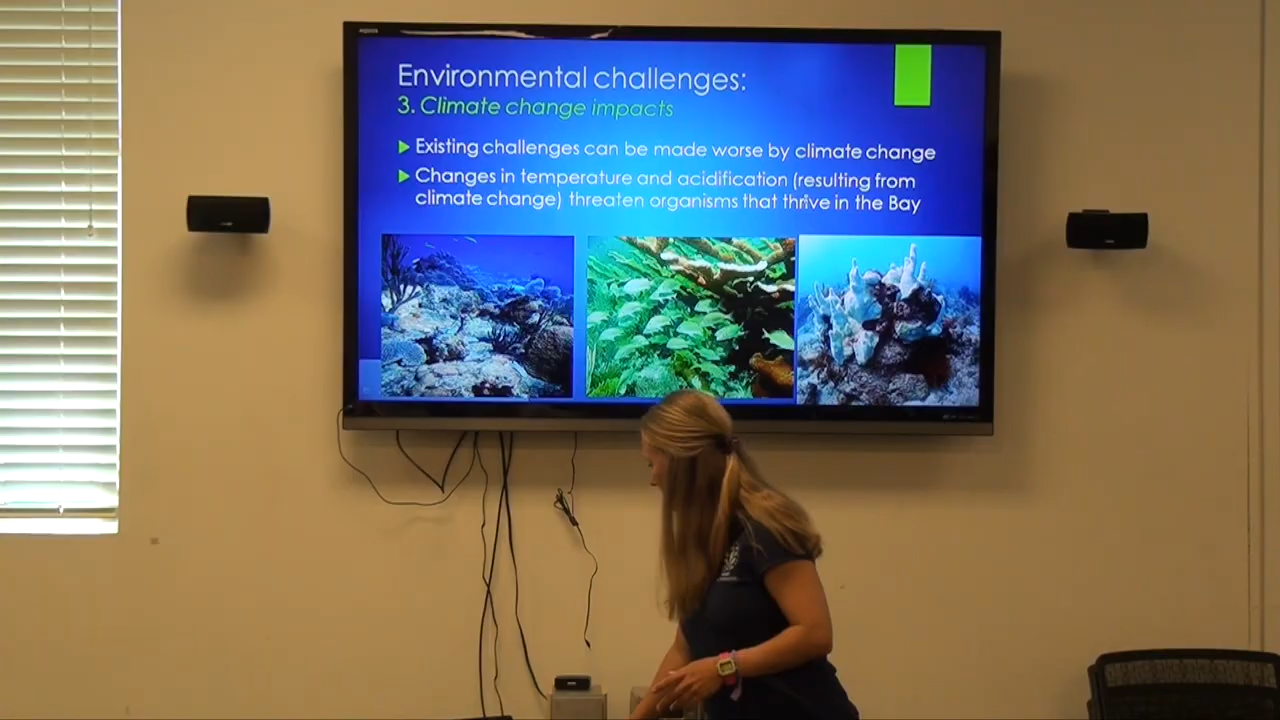 Environmental challenges:
3. Climate change impacts
Existing challenges can be made worse by climate change
Changes in temperature and acidification (resulting from
climate change) threaten organisms that thrive in the Bay